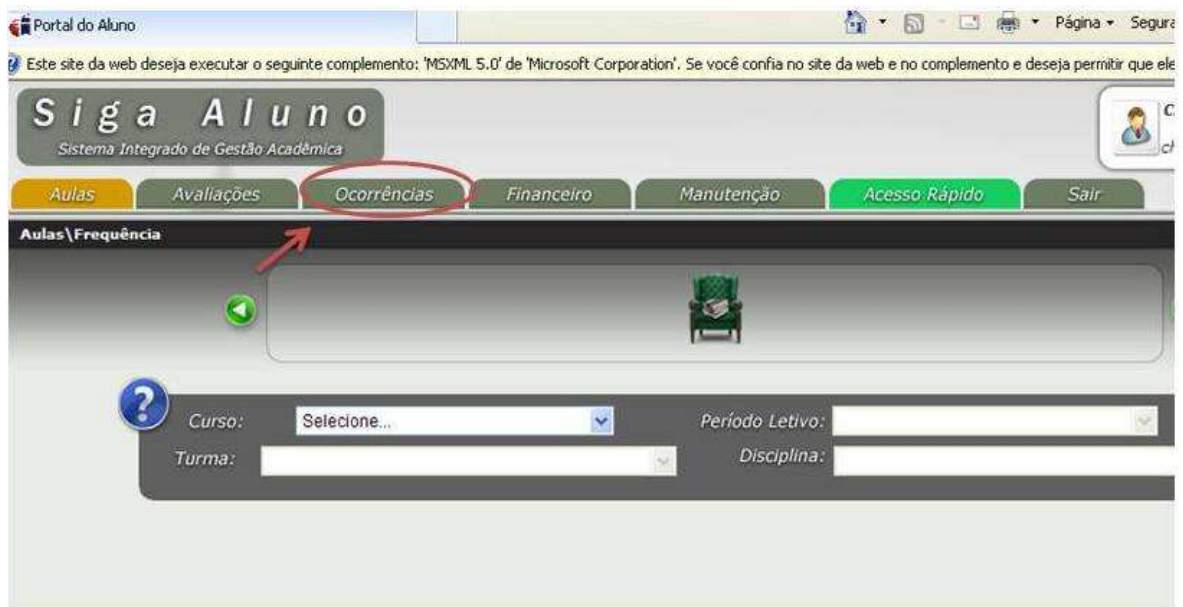 Portal do Aluno
Página
Segura
Este site da web deseja executar o seguinte complemento: 'MSXML 5.0' de 'Microsoft Corporation'. Se você confia no site da web e no complemento e deseja permitir que ele
Siga Aluno
Sistema Integrado de Gestão Acadêmica
Aulas
Avaliações
Ocorrências
Financeiro
Manutenção
Acesso Rápido
Sair
Aulas\Frequência
?
Curso:
Selecione...
Período Letivo:
Turma:
Disciplina: